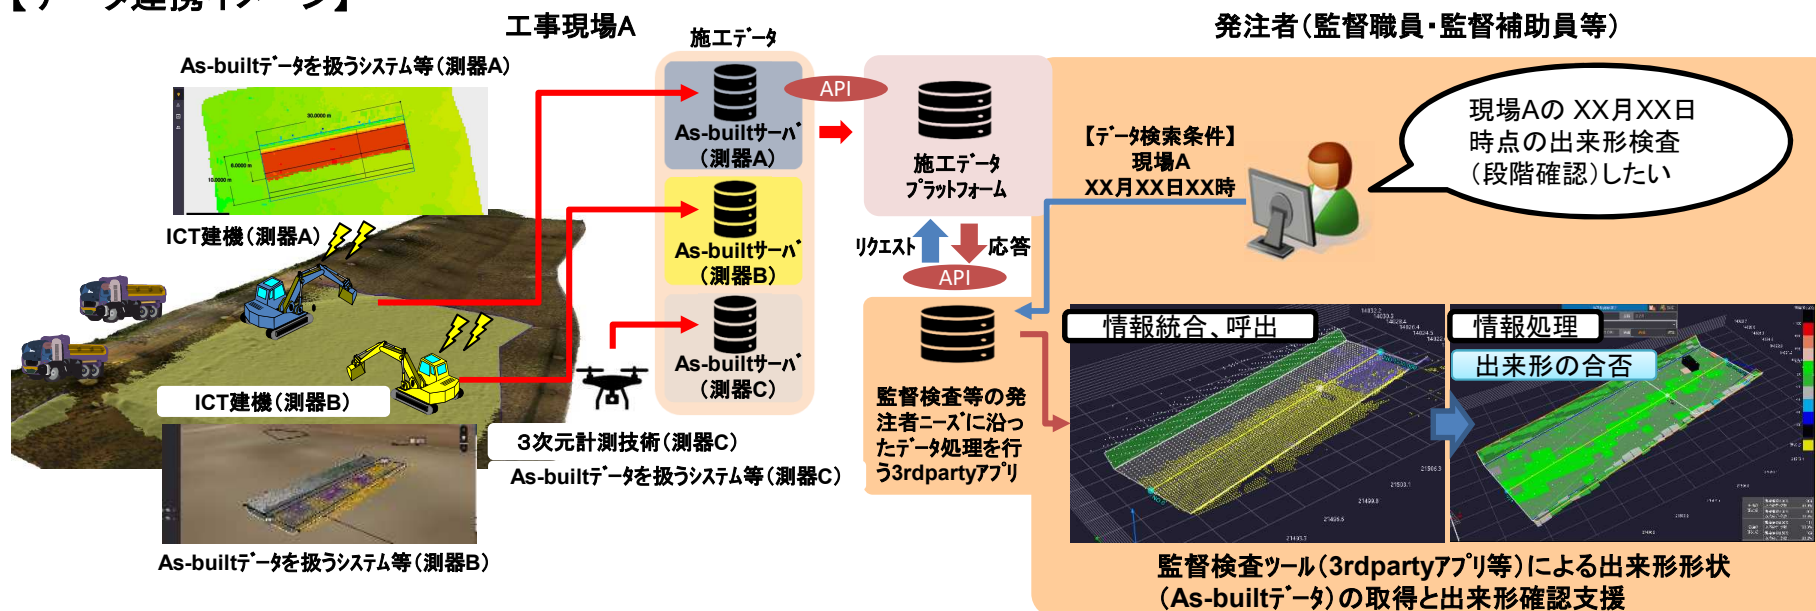 【データ連携イメージ】
工事現場A
発注者（監督職員・監督補助員等）
施工ﾃﾞｰﾀ
As-builtﾃﾞｰﾀを扱うシステム等（測器A）
30.0000 m
6.0000 m
10.0000 m
ICT建機（測器A）
As-builtｻｰﾊﾞ
（測器A）
As-builtｻｰﾊﾞ
（測器B）
As-builtｻｰﾊﾞ
（測器C）
API
施工ﾃﾞｰﾀ
ﾌﾟﾗｯﾄﾌｫｰﾑ
【ﾃﾞｰﾀ検索条件】
現場A
XX月XX日XX時
現場Aの XX月XX日
時点の出来形検査
（段階確認）したい
ﾘｸｴｽﾄ
応答
API
監督検査等の発
注者ﾆｰｽﾞに沿っ
たﾃﾞｰﾀ処理を行
う3rdpartyｱﾌﾟﾘ
ICT建機（測器B）
３次元計測技術（測器C）
As-builtﾃﾞｰﾀを扱うシステム等（測器C）
As-builtﾃﾞｰﾀを扱うシステム等（測器B）
情報統合、呼出
情報処理
出来形の合否
監督検査ﾂｰﾙ（3rdpartyｱﾌﾟﾘ等）による出来形形状
（As-builtﾃﾞｰﾀ）の取得と出来形確認支援